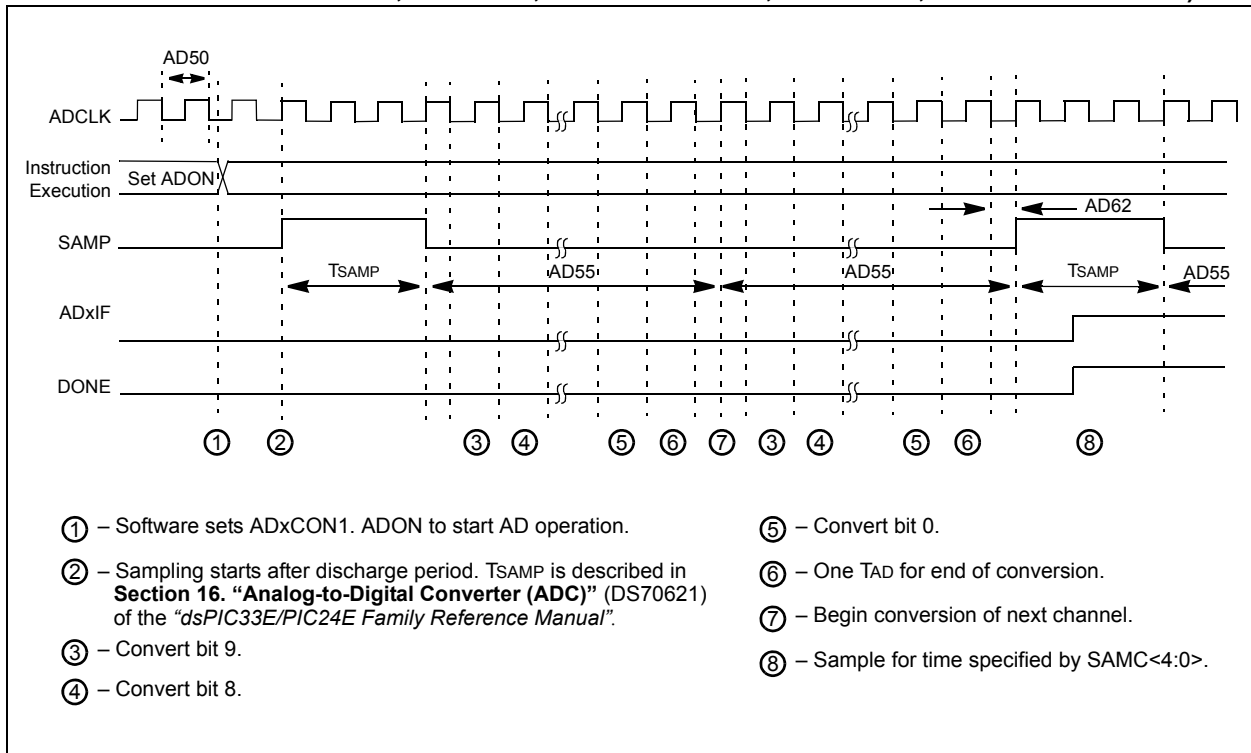 AD50
ADCLK
Instruction
Execution
Set ADON
AD62
SAMP
TSAMP
AD55
AD55
TSAMP
AD55
ADxIF
DONE
1 2 3 4 5 6 7 3 4 5 6 8
1 – Software sets ADxCON1. ADON to start AD operation.
2 – Sampling starts after discharge period. TSAMP is described in
Section 16. “Analog-to-Digital Converter (ADC)” (DS70621)
of the “dsPIC33E/PIC24E Family Reference Manual”.
3 – Convert bit 9.
4 – Convert bit 8.
5 – Convert bit 0.
6 – One TAD for end of conversion.
7 – Begin conversion of next channel.
8 – Sample for time specified by SAMC<4:0>.